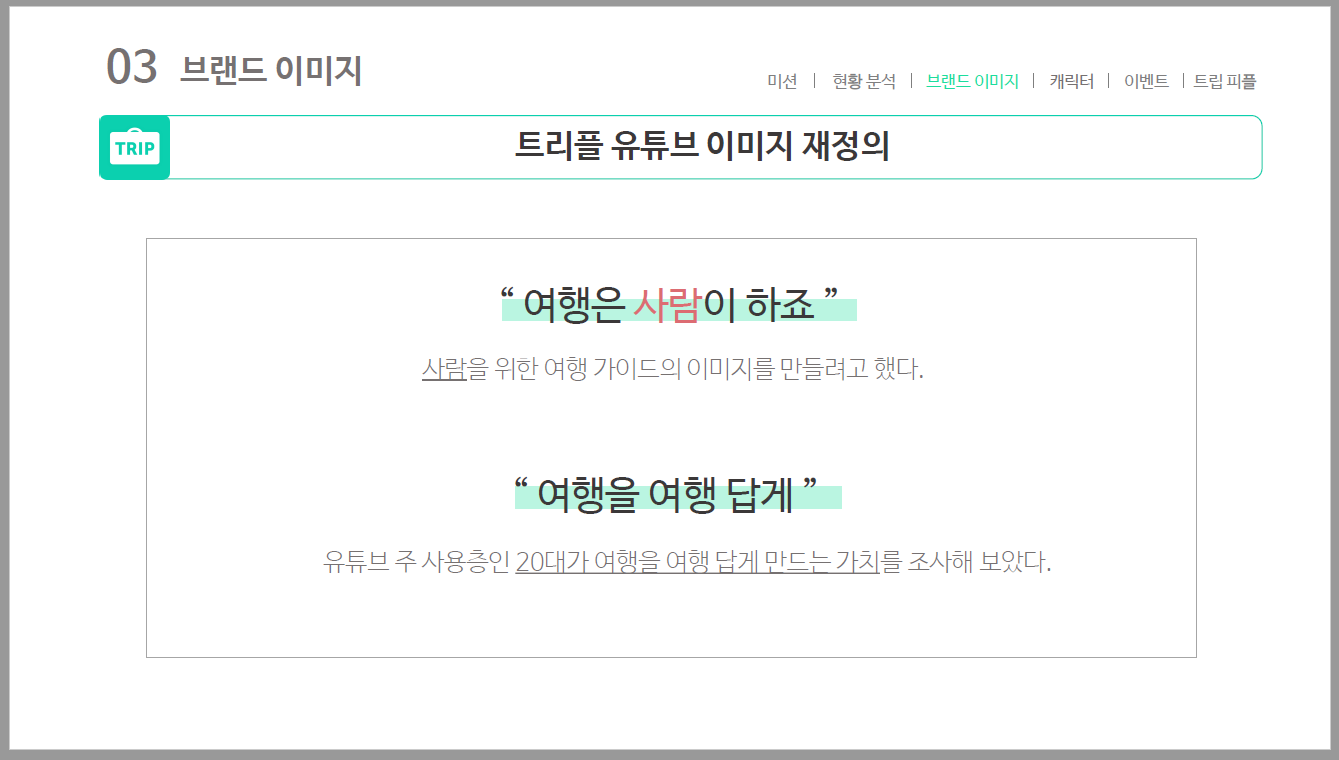 03 브랜드 이미지
미션 | 현황 분석 | 브랜드 이미지 | 캐릭터 | 이벤트 | 트립 피플
TRIP
트리플 유튜브 이미지 재정의
“ 여행은 사람이 하죠 ”
사람을 위한 여행 가이드의 이미지를 만들려고 했다.
“ 여행을 여행 답게 ”
유튜브 주 사용층인 20대가 여행을 여행 답게 만드는 가치를 조사해 보았다.